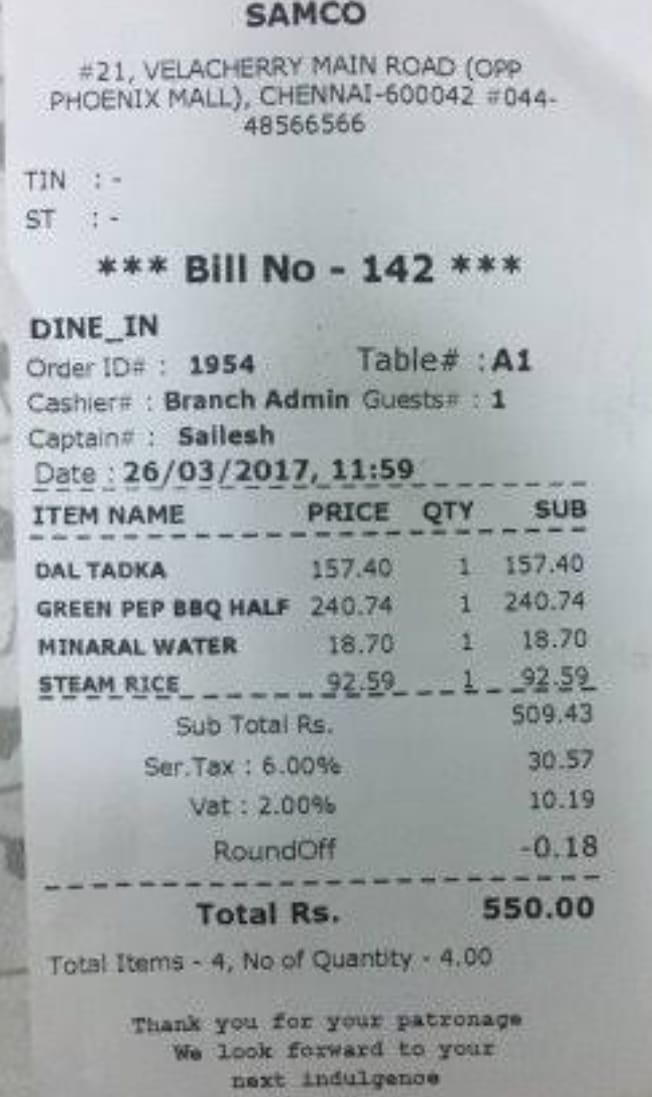 SAMCO
#21, VELACHERRY MAIN ROAD (OPP
PHOENIX MALL), CHENNAI-600042 #044-
48566566
TIN : -
ST : -
*** Bill No - 142 ***
DINE_IN
Order ID# : 1954 Table# : A1
Cashier# : Branch Admin Guests# : 1
Captain# : Sailesh
Date : 26/03/2017, 11:59
ITEM NAME PRICE QTY SUB
DAL TADKA 157.40 1 157.40
GREEN PEP BBQ HALF 240.74 1 240.74
MINARAL WATER 18.70 1 18.70
STEAM RICE 92.59 1 92.59
Sub Total Rs. 509.43
Ser.Tax : 6.00% 30.57
Vat : 2.00% 10.19
RoundOff -0.18
Total Rs. 550.00
Total Items - 4, No of Quantity - 4.00
Thank you for your patronage
We look forward to your
next indulgence